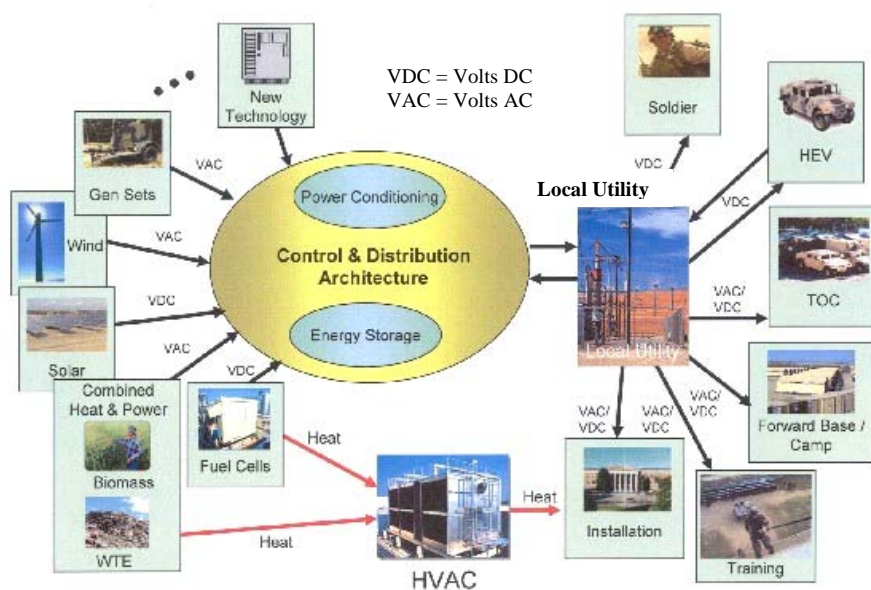 VDC = Volts DC
VAC = Volts AC
New
Technology
Soldier
VAC
Gen Sets
VDC
HEV
Local Utility
Power Conditioning
VDC
Wind
VAC
Control & Distribution
Architecture
VAC/
VDC
TOC
VDC
Solar
VAC
Energy Storage
Local Utility
VDC
Combined
Heat & Power
Biomass
WTE
Fuel Cells
Heat
Heat
HVAC
Heat
VAC/
VDC
Installation
VAC/
VDC
Training
VAC/
VDC
Forward Base /
Camp